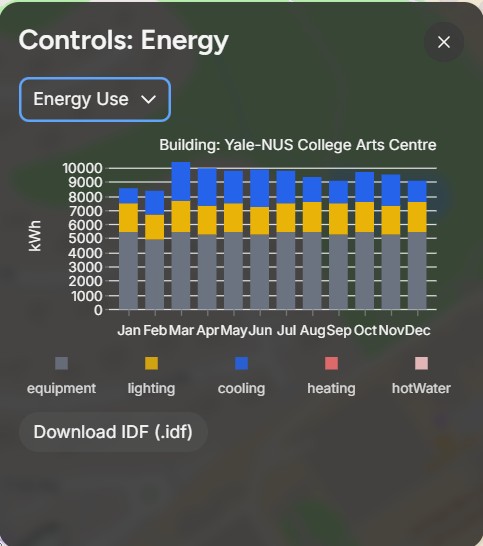 Controls: Energy
Energy Use
Building: Yale-NUS College Arts Centre
kWh
10000
9000
8000
7000
6000
5000
4000
3000
2000
1000
0
Jan Feb Mar Apr May Jun Jul Aug Sep Oct Nov Dec
equipment lighting cooling heating hotWater
Download IDF (.idf)